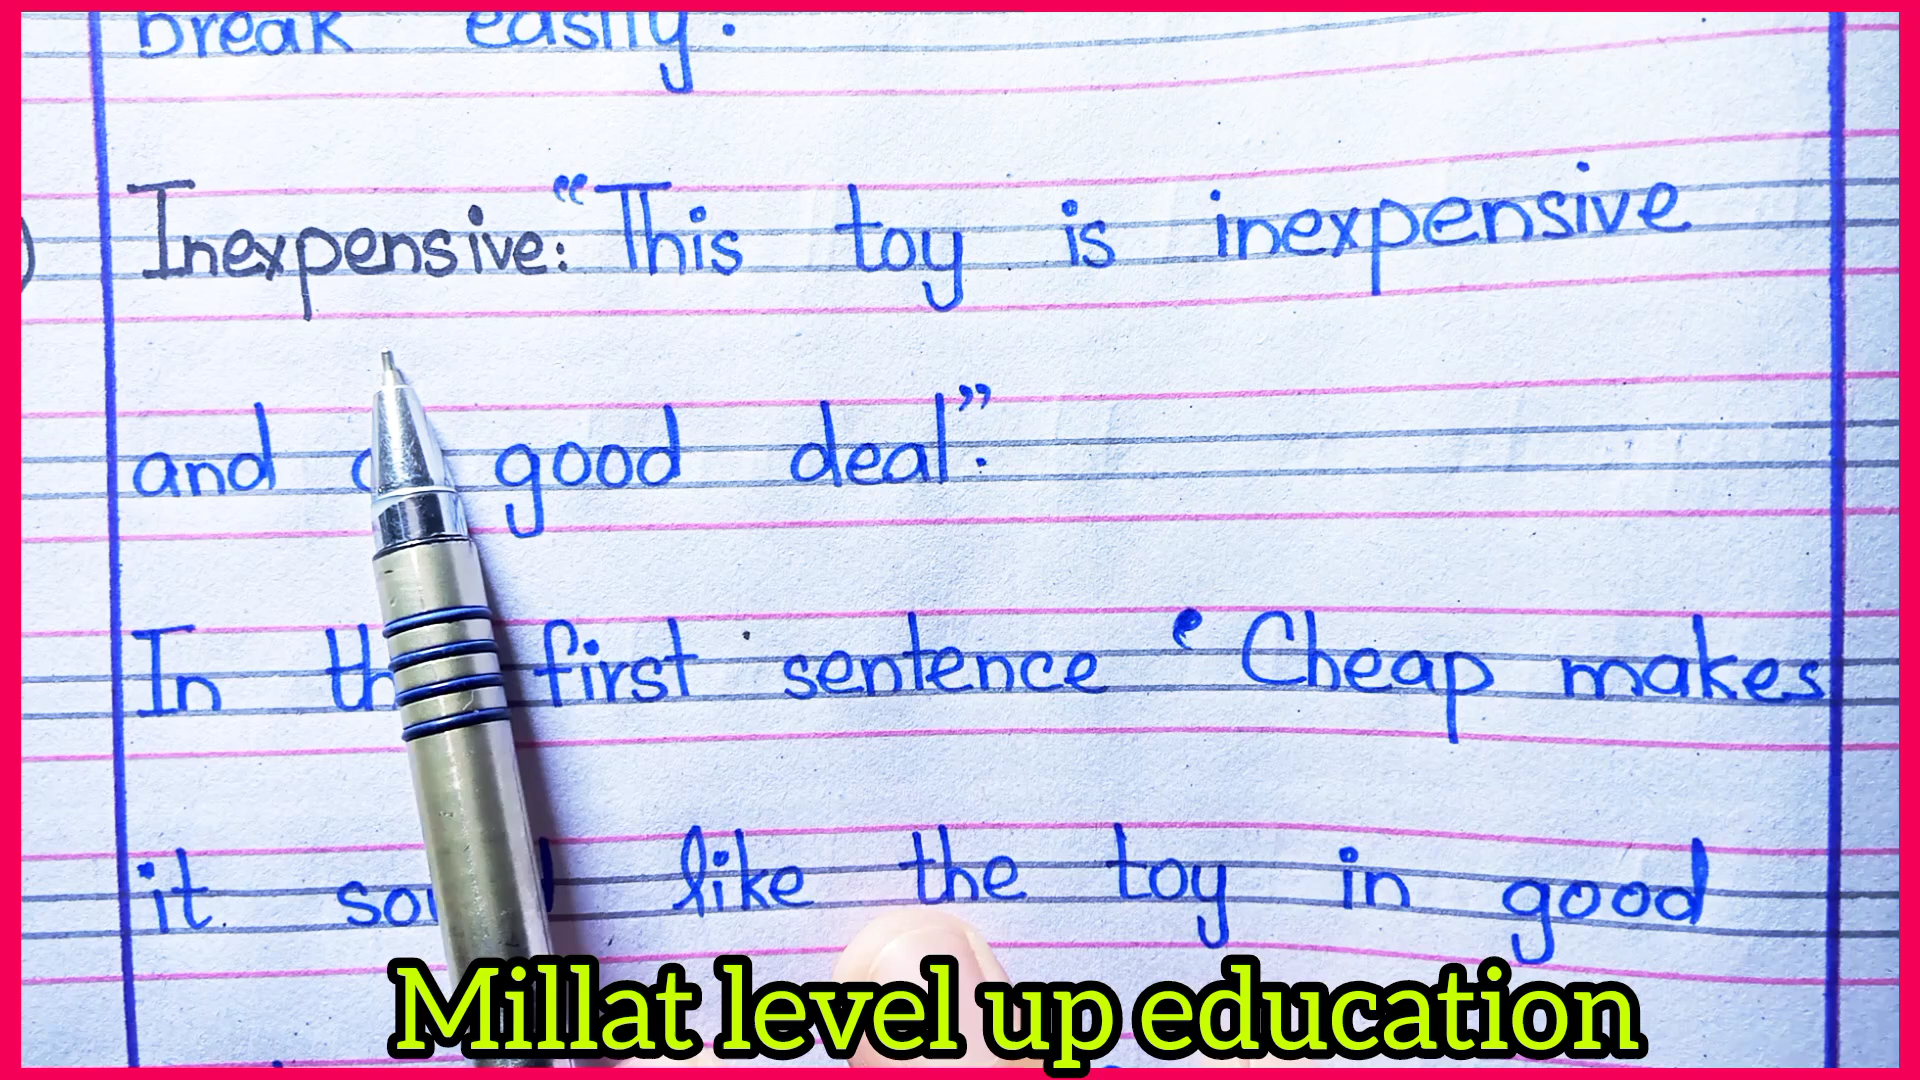 break easily.
Inexpensive: “This toy is inexpensive
and good deal”.
In first sentence ‘ Cheap makes
it like the toy in good
Millat level up education